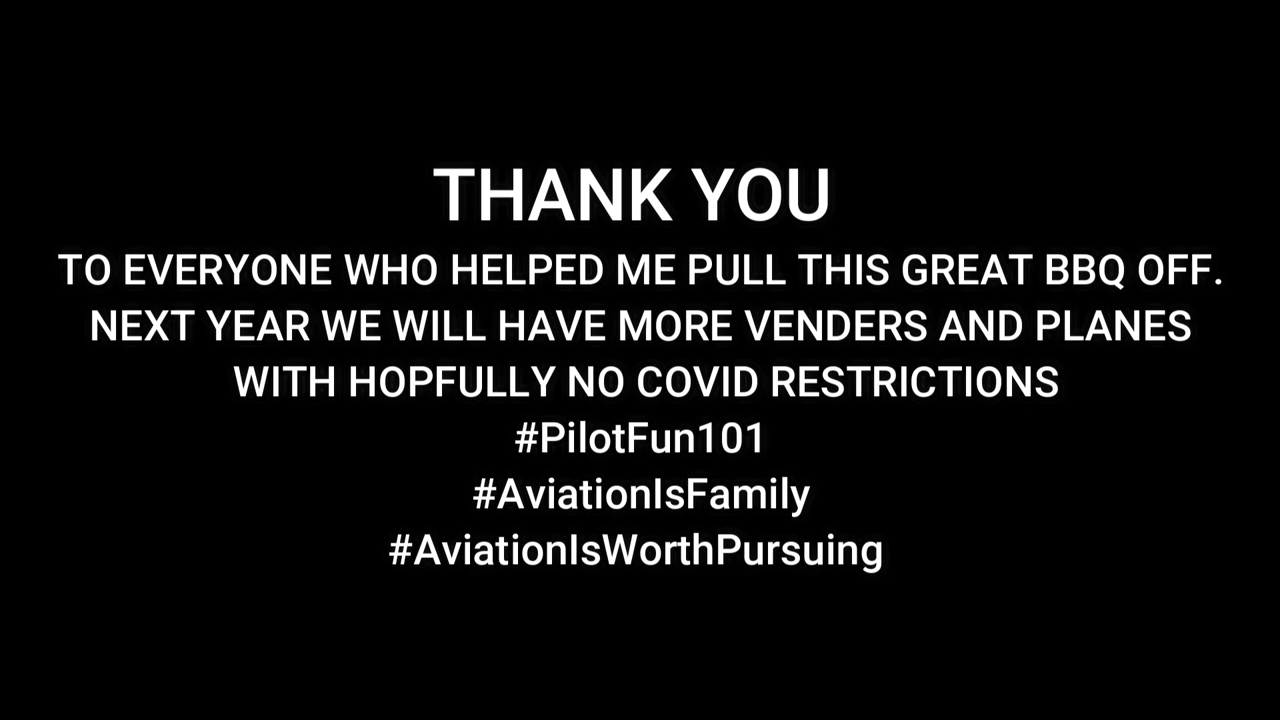 THANK YOU
TO EVERYONE WHO HELPED ME PULL THIS GREAT BBQ OFF.
NEXT YEAR WE WILL HAVE MORE VENDERS AND PLANES
WITH HOPFULLY NO COVID RESTRICTIONS
#PilotFun101
#AviationIsFamily
#AviationIsWorthPursuing